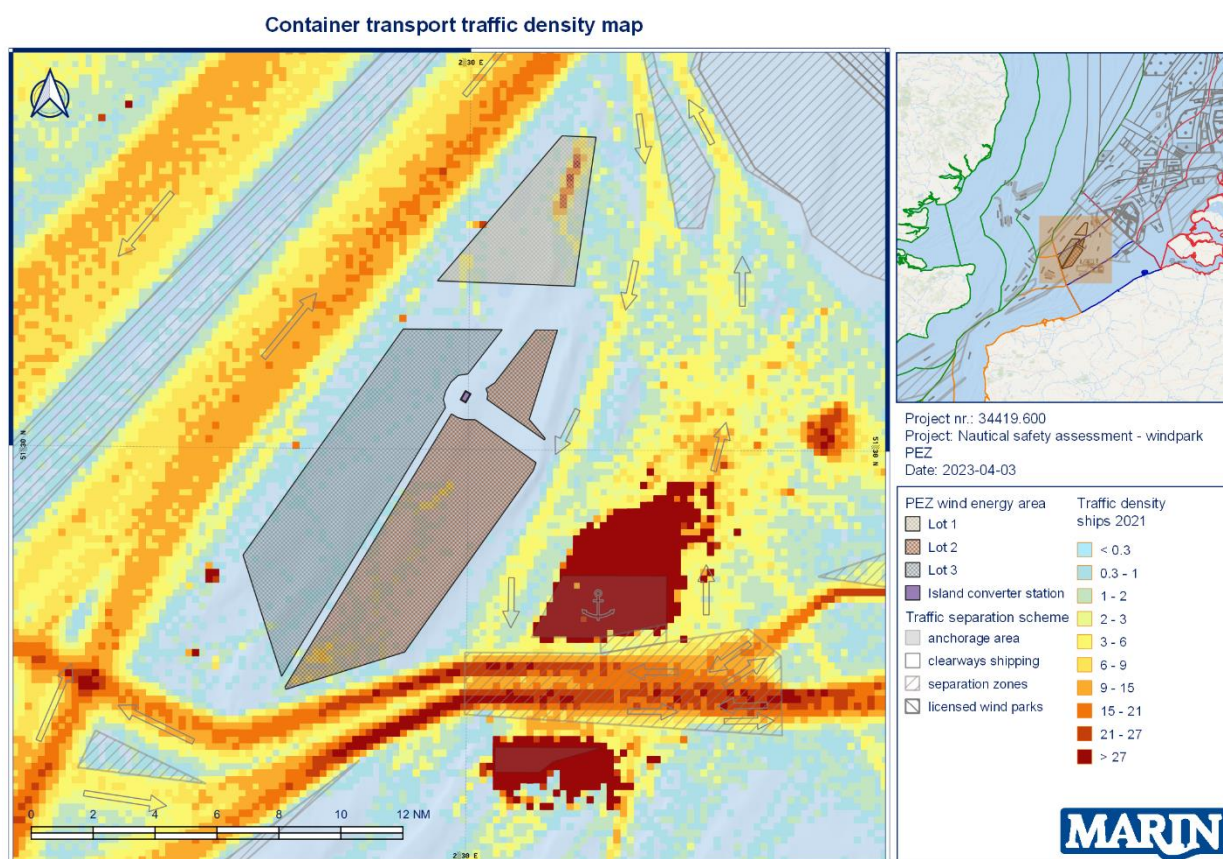 Container transport traffic density map
2°30 E
51°30 N
51°30 N
2°30 E
0 2 4 6 8 10 12 NM
Project nr.: 34419.600
Project: Nautical safety assessment - windpark
PEZ
Date: 2023-04-03
PEZ wind energy area
Lot 1
Lot 2
Lot 3
Island converter station
Traffic separation scheme
anchorage area
clearways shipping
separation zones
licensed wind parks
Traffic density
ships 2021
< 0.3
0.3 - 1
1 - 2
2 - 3
3 - 6
6 - 9
9 - 15
15 - 21
21 - 27
> 27
MARIN